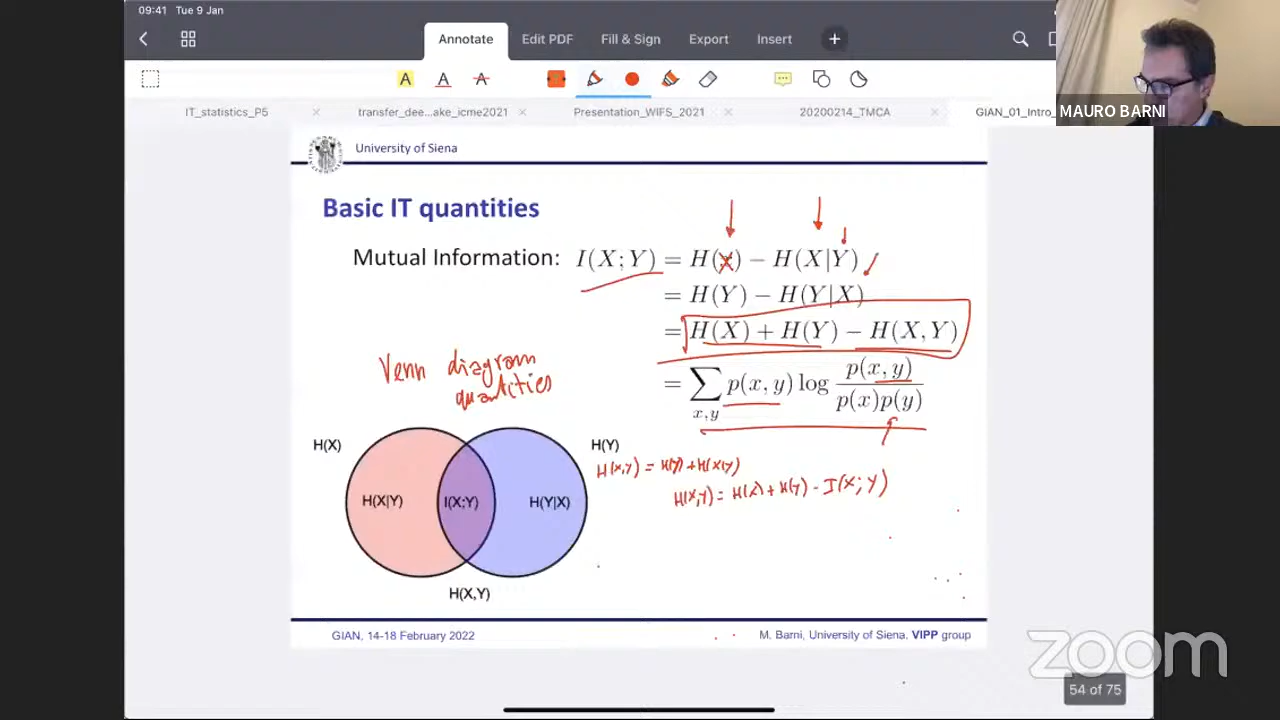 09:41 Tue 9 Jan
Annotate Edit PDF Fill & Sign Export Insert +
A A A
IT_statistics_P5 × transfer_dee...ake_icme2021 × Presentation_WIFS_2021 × 20200214_TMCA × GIAN_01_Intro_
MAURO BARNI
University of Siena
Basic IT quantities
Mutual Information: I(X;Y) = H(X) − H(X|Y)
= H(Y) − H(Y|X)
= H(X) + H(Y) − H(X,Y)
= ∑x,y p(x,y) log p(x,y) / p(x)p(y)
Venn diagram
quantities
H(X)
H(Y)
H(X,Y) = H(Y) + H(X|Y)
H(X,Y) = H(X) + H(Y) - I(X;Y)
H(X|Y) I(X;Y) H(Y|X)
H(X,Y)
GIAN, 14-18 February 2022
M. Barni, University of Siena, VIPP group
zoom
54 of 75